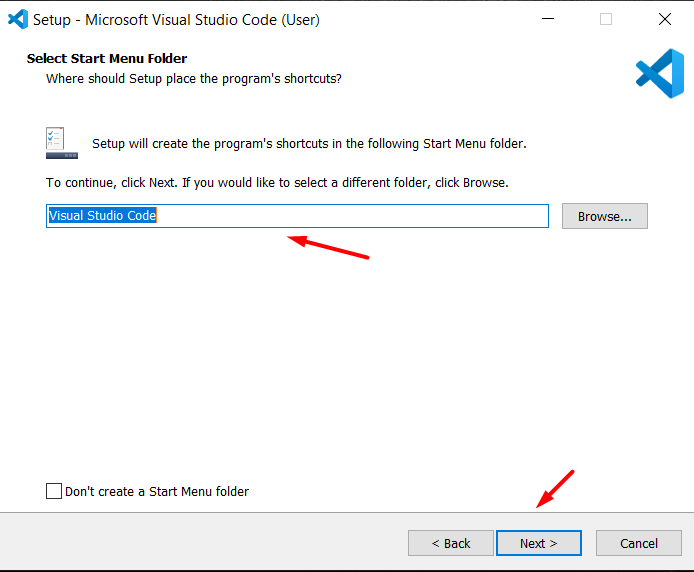 Setup - Microsoft Visual Studio Code (User)
Select Start Menu Folder
Where should Setup place the program's shortcuts?
Setup will create the program's shortcuts in the following Start Menu folder.
To continue, click Next. If you would like to select a different folder, click Browse.
Visual Studio Code
Browse...
Don't create a Start Menu folder
< Back
Next >
Cancel